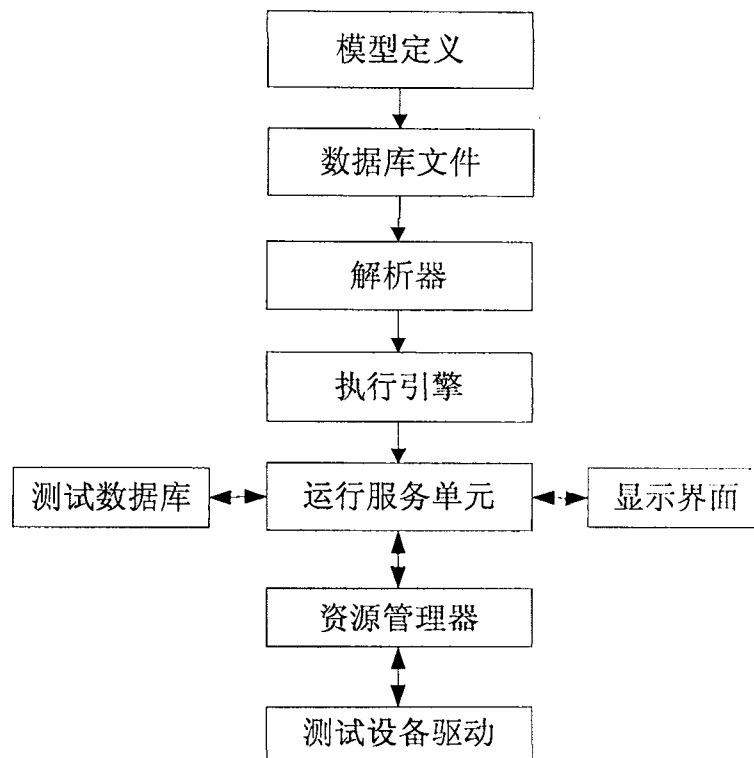 模型定义
数据库文件
解析器
执行引擎
测试数据库
运行服务单元
显示界面
资源管理器
测试设备驱动